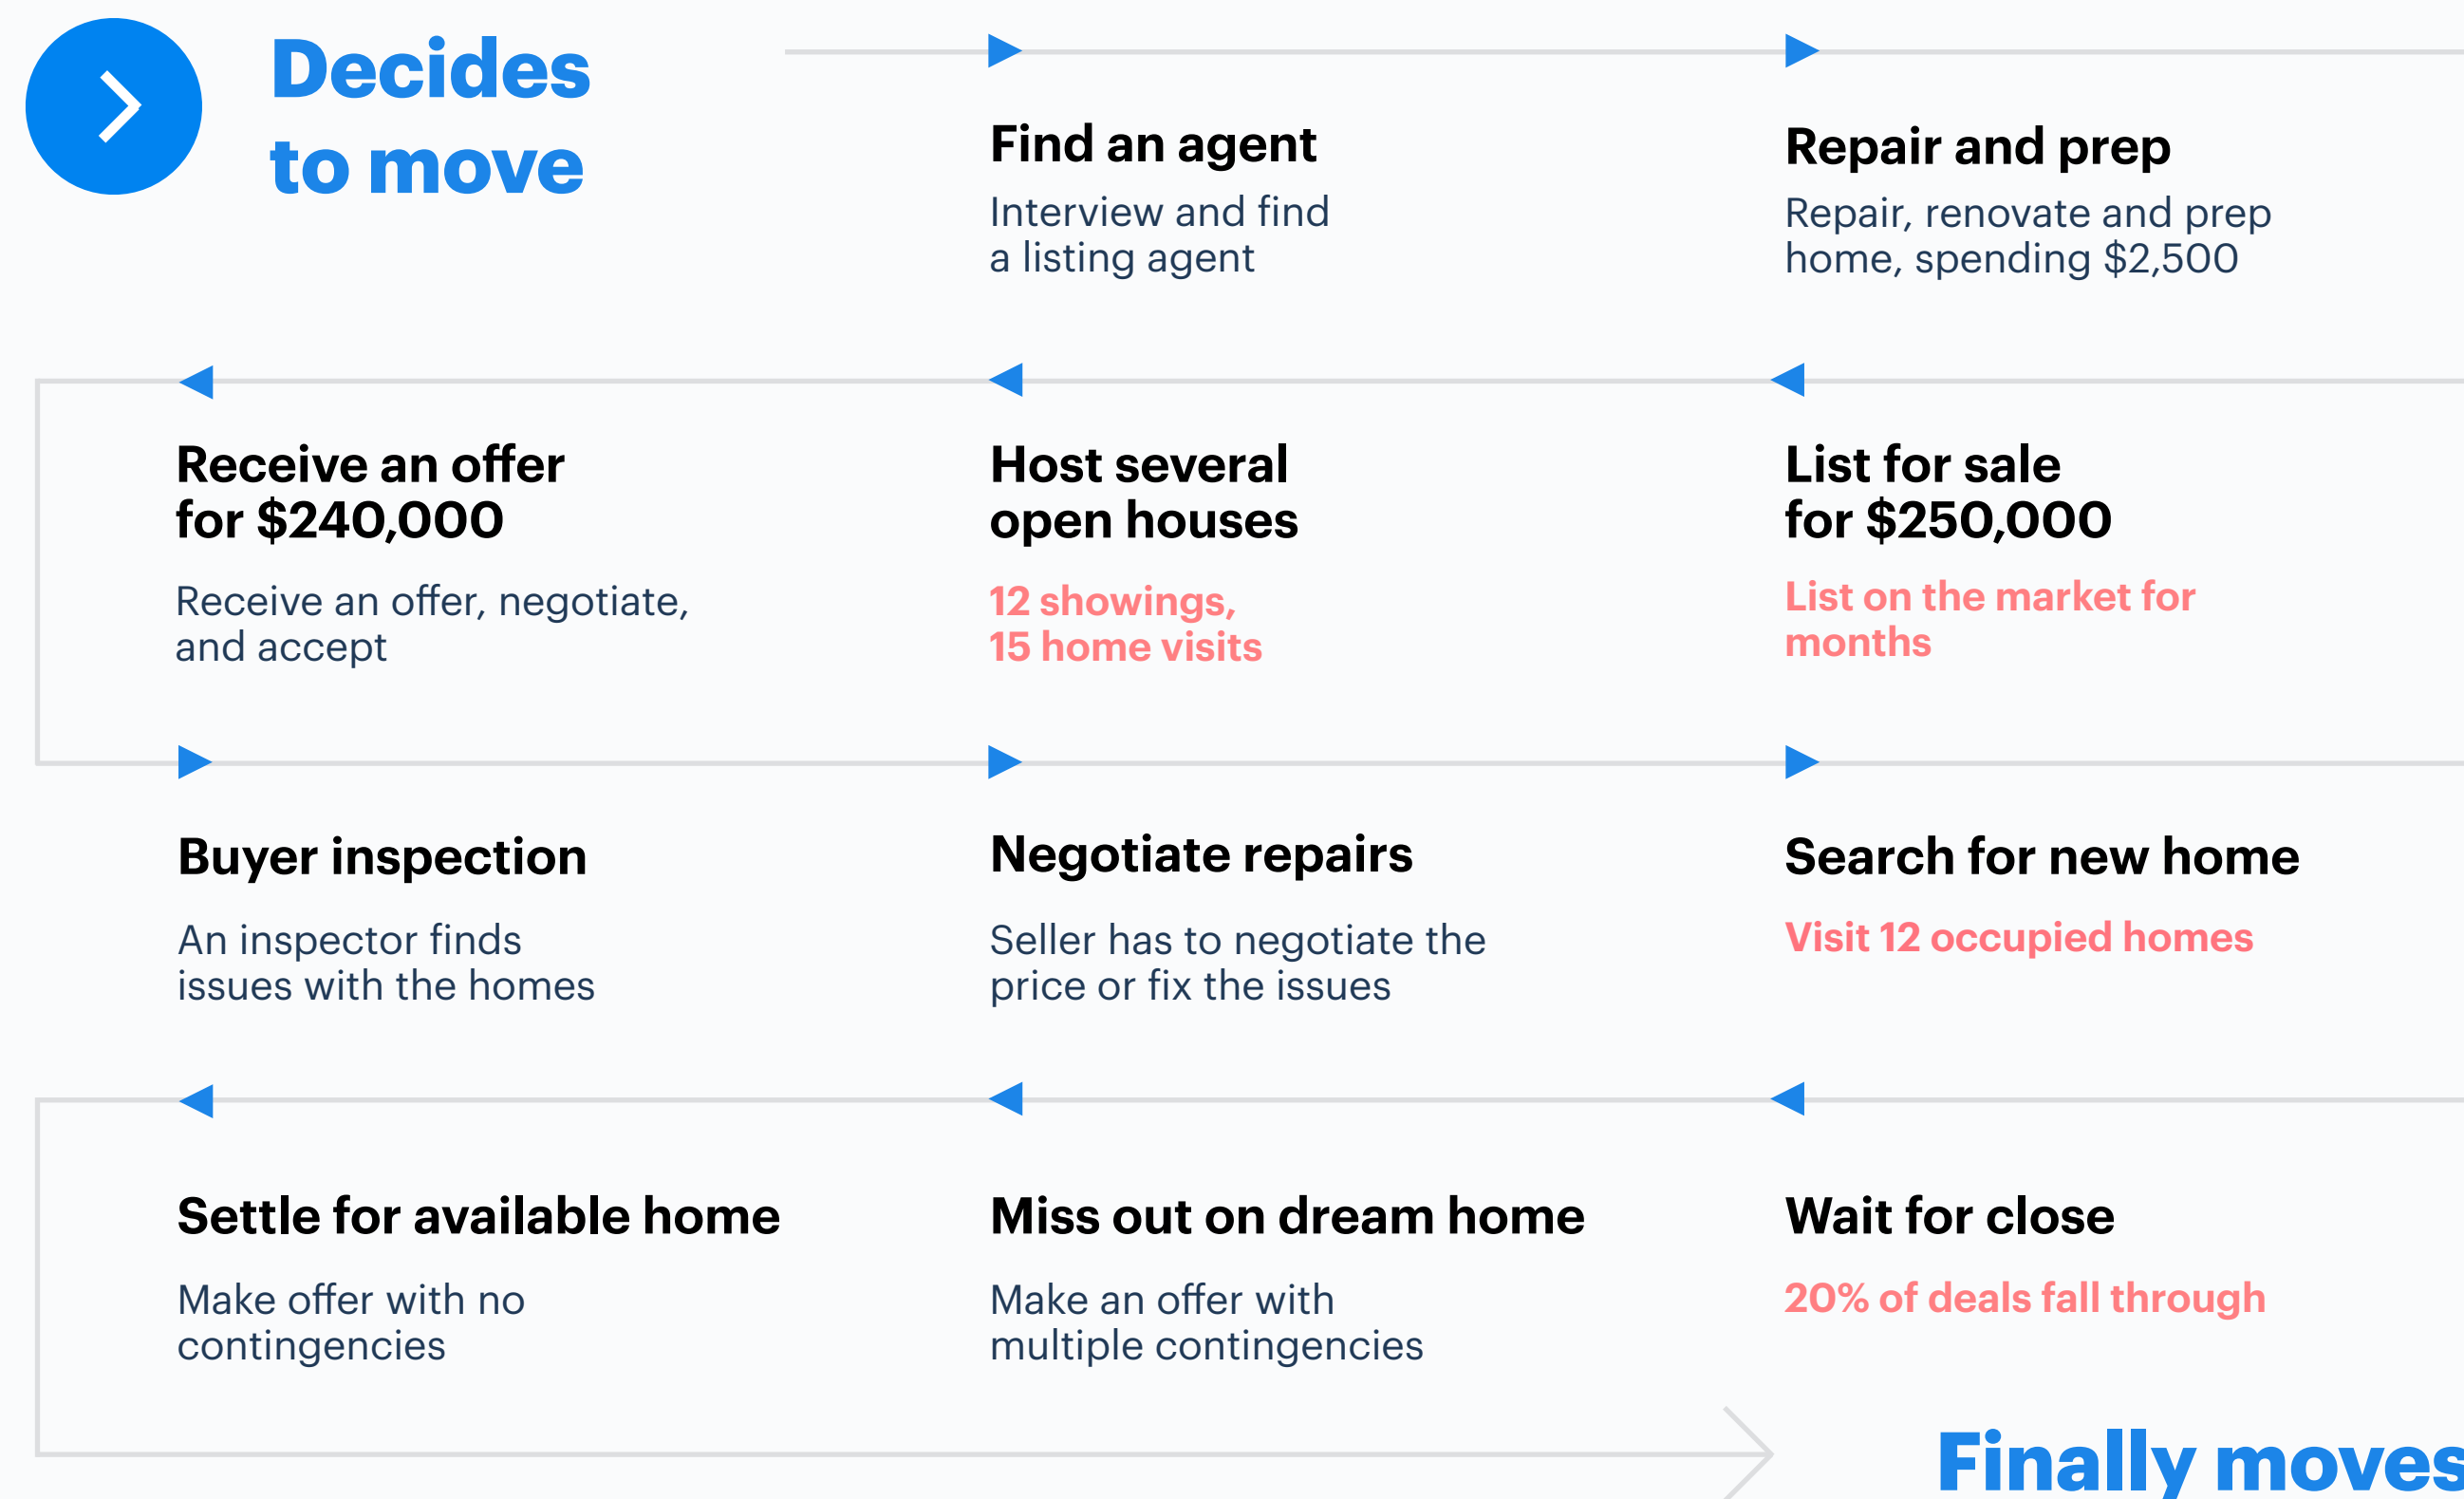 Decides
to move
Find an agent
Interview and find
a listing agent
Repair and prep
Repair, renovate and prep
home, spending $2,500
Receive an offer
for $240,000
Receive an offer, negotiate,
and accept
Host several
open houses
12 showings,
15 home visits
List for sale
for $250,000
List on the market for
months
Buyer inspection
An inspector finds
issues with the homes
Negotiate repairs
Seller has to negotiate the
price or fix the issues
Search for new home
Visit 12 occupied homes
Settle for available home
Make offer with no
contingencies
Miss out on dream home
Make an offer with
multiple contingencies
Wait for close
20% of deals fall through
Finally moves